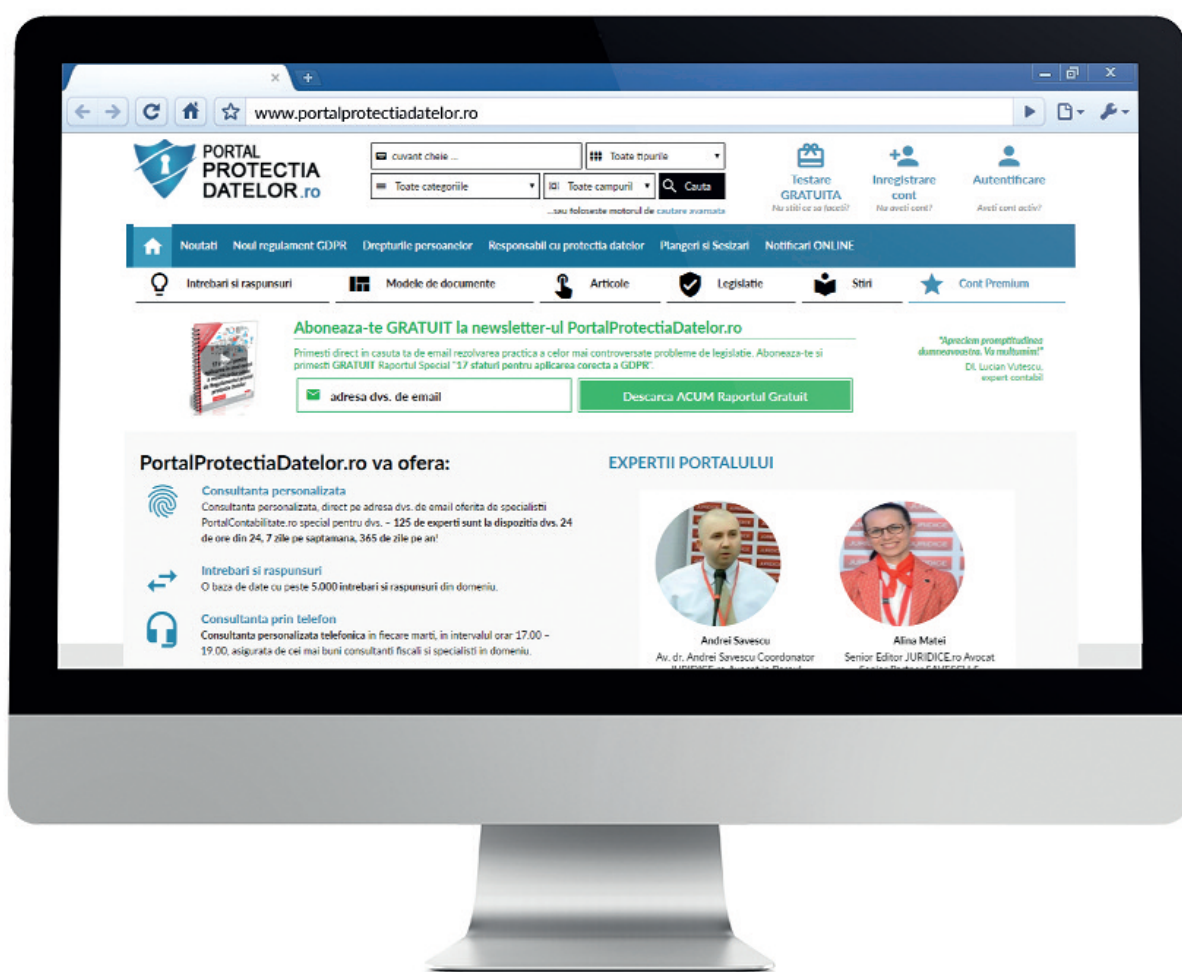 www.portalprotectiadatelor.ro
PORTAL
PROTECTIA
DATELOR.ro
cuvant cheie ...
Toate tipurile
Toate categoriile
Toate campuril
Cauta
...sau foloseste motorul de cautare avansata
Testare
GRATUITA
Nu stiti ce sa faceti?
Inregistrare
cont
Nu aveti cont?
Autentificare
Aveti cont activ?
Noutati Noul regulament GDPR Drepturile persoanelor Responsabil cu protectia datelor Plangeri si Sesizari Notificari ONLINE
Intrebari si raspunsuri Modele de documente Articole Legislatie Stiri Cont Premium
Aboneaza-te GRATUIT la newsletter-ul PortalProtectiaDatelor.ro
Primesti direct in casuta ta de email rezolvarea practica a celor mai controversate probleme de legislatie. Aboneaza-te si
primesti GRATUIT Raportul Special "17 sfaturi pentru aplicarea corecta a GDPR".
adresa dvs. de email
Descarca ACUM Raportul Gratuit
"Apreciem promptitudinea
dumneavoastra. Va multumim!"
Dl. Lucian Vutescu,
expert contabil
PortalProtectiaDatelor.ro va ofera:
Consultanta personalizata
Consultanta personalizata, direct pe adresa dvs. de email oferita de specialistii
PortalContabilitate.ro special pentru dvs. – 125 de experti sunt la dispozitia dvs. 24
de ore din 24, 7 zile pe saptamana, 365 de zile pe an!
Intrebari si raspunsuri
O baza de date cu peste 5.000 intrebari si raspunsuri din domeniu.
Consultanta prin telefon
Consultanta personalizata telefonica in fiecare marti, in intervalul orar 17.00 –
19.00, asigurata de cei mai buni consultanti fiscali si specialisti in domeniu.
EXPERTII PORTALULUI
Andrei Savescu
Av. dr. Andrei Savescu Coordonator
Alina Matei
Senior Editor JURIDICE.ro Avocat